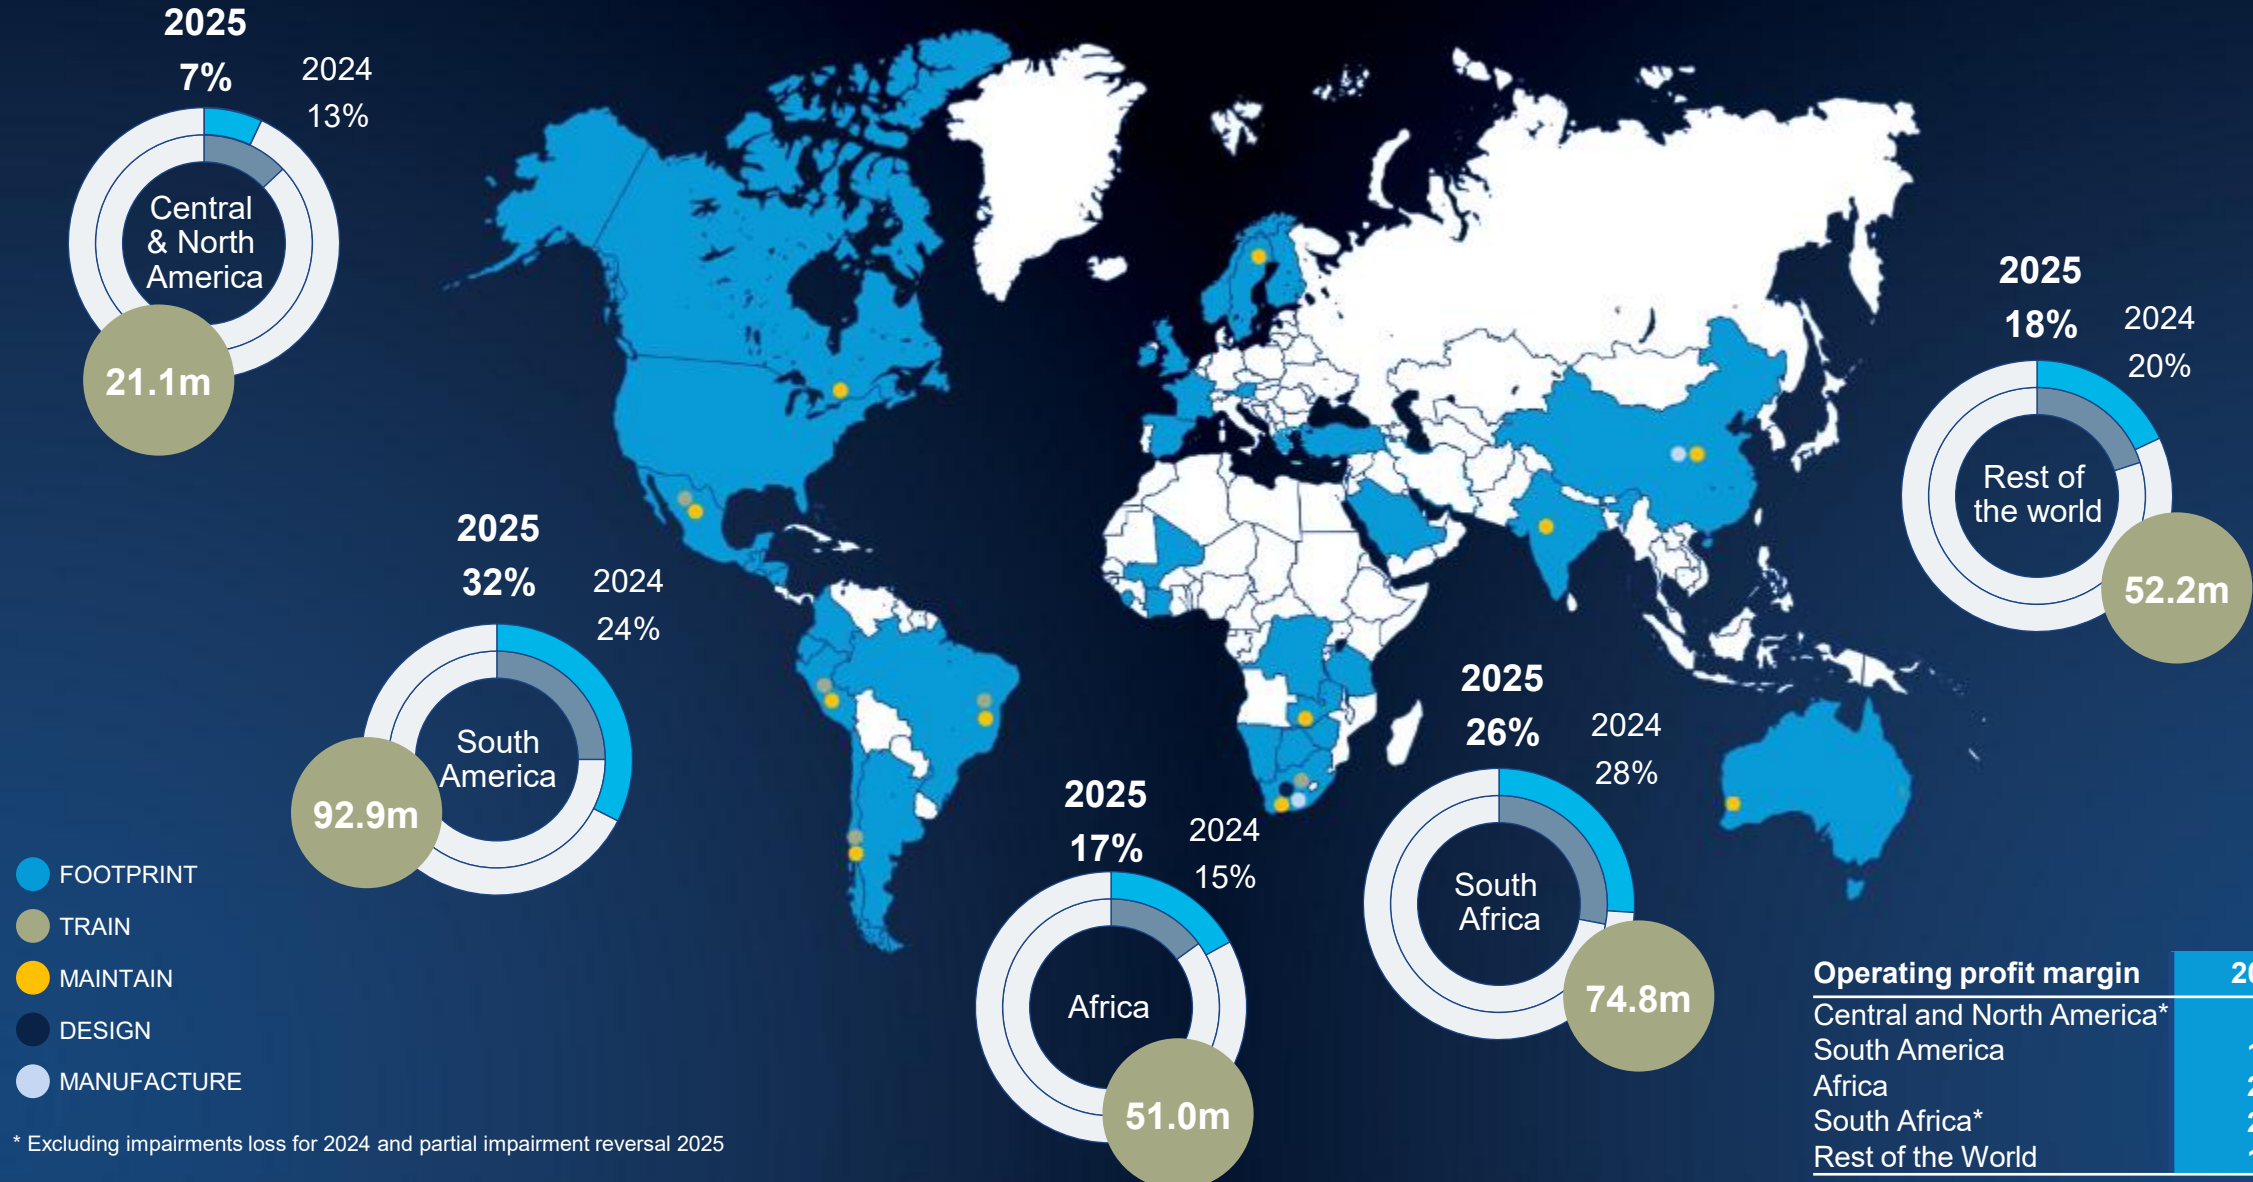 2025
7%
2024
13%
Central
& North
America
21.1m
2025
32%
2024
24%
South
America
92.9m
2025
17%
2024
15%
Africa
51.0m
2025
26%
2024
28%
South
Africa
74.8m
2025
18%
2024
20%
Rest of
the world
52.2m
FOOTPRINT
TRAIN
MAINTAIN
DESIGN
MANUFACTURE
* Excluding impairments loss for 2024 and partial impairment reversal 2025
Operating profit margin
Central and North America*
South America
Africa
South Africa*
Rest of the World